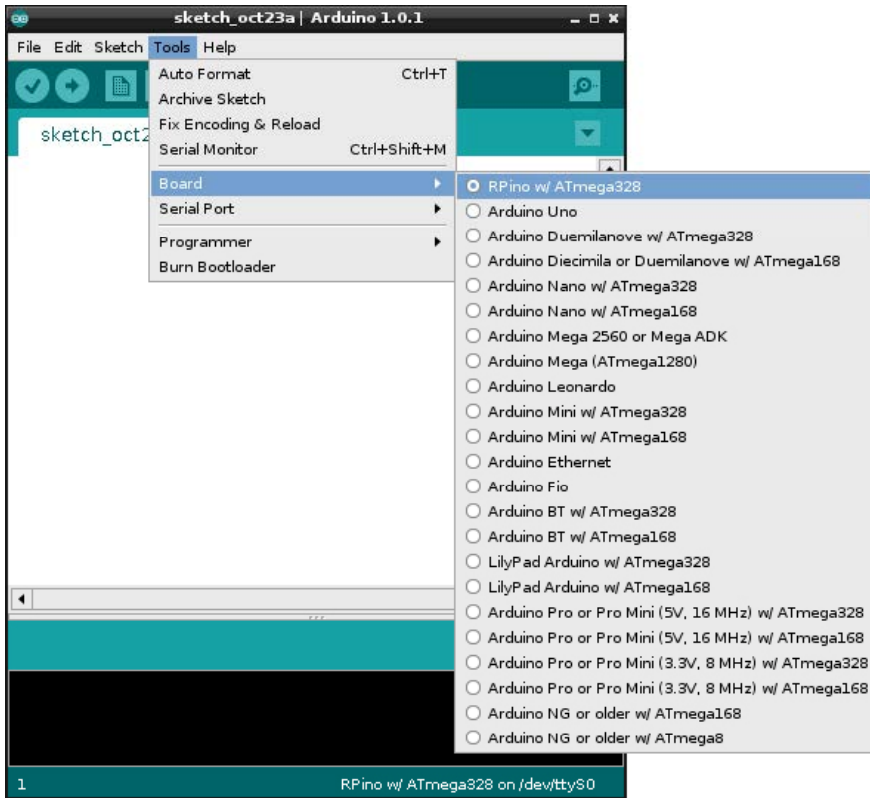 sketch_oct23a | Arduino 1.0.1
File Edit Sketch Tools Help
Auto Format Ctrl+T
Archive Sketch
Fix Encoding & Reload
Serial Monitor Ctrl+Shift+M
Board
Serial Port
Programmer
Burn Bootloader
sketch_oct2
RPino w/ ATmega328
Arduino Uno
Arduino Duemilanove w/ ATmega328
Arduino Diecimila or Duemilanove w/ ATmega168
Arduino Nano w/ ATmega328
Arduino Nano w/ ATmega168
Arduino Mega 2560 or Mega ADK
Arduino Mega (ATmega1280)
Arduino Leonardo
Arduino Mini w/ ATmega328
Arduino Mini w/ ATmega168
Arduino Ethernet
Arduino Fio
Arduino BT w/ ATmega328
Arduino BT w/ ATmega168
LilyPad Arduino w/ ATmega328
LilyPad Arduino w/ ATmega168
Arduino Pro or Pro Mini (5V, 16 MHz) w/ ATmega328
Arduino Pro or Pro Mini (5V, 16 MHz) w/ ATmega168
Arduino Pro or Pro Mini (3.3V, 8 MHz) w/ ATmega328
Arduino Pro or Pro Mini (3.3V, 8 MHz) w/ ATmega168
Arduino NG or older w/ ATmega168
Arduino NG or older w/ ATmega8
1 RPino w/ ATmega328 on /dev/ttyS0